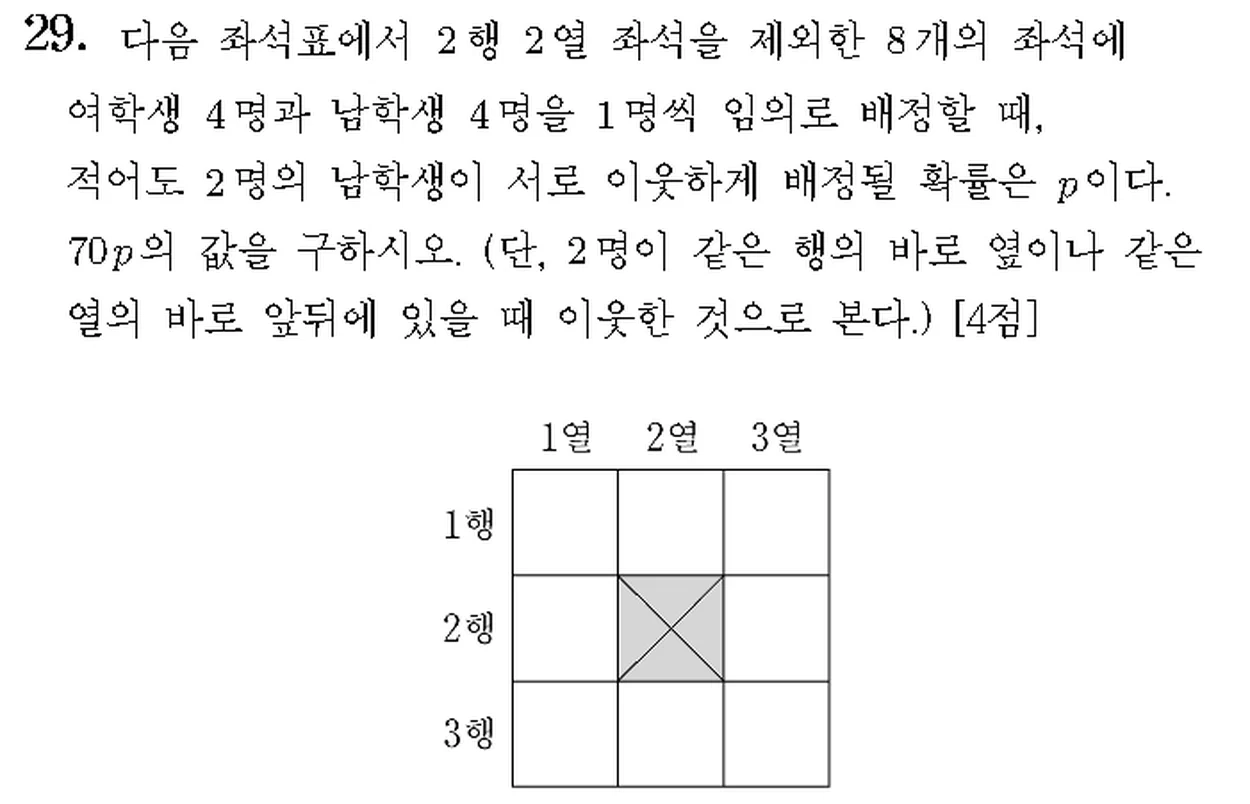 29. 다음 좌석표에서 2행 2열 좌석을 제외한 8개의 좌석에
여학생 4명과 남학생 4명을 1명씩 임의로 배정할 때,
적어도 2명의 남학생이 서로 이웃하게 배정될 확률은 p이다.
70p의 값을 구하시오. (단, 2명이 같은 행의 바로 옆이나 같은
열의 바로 앞뒤에 있을 때 이웃한 것으로 본다.) [4점]
1열 2열 3열
1행
2행
3행